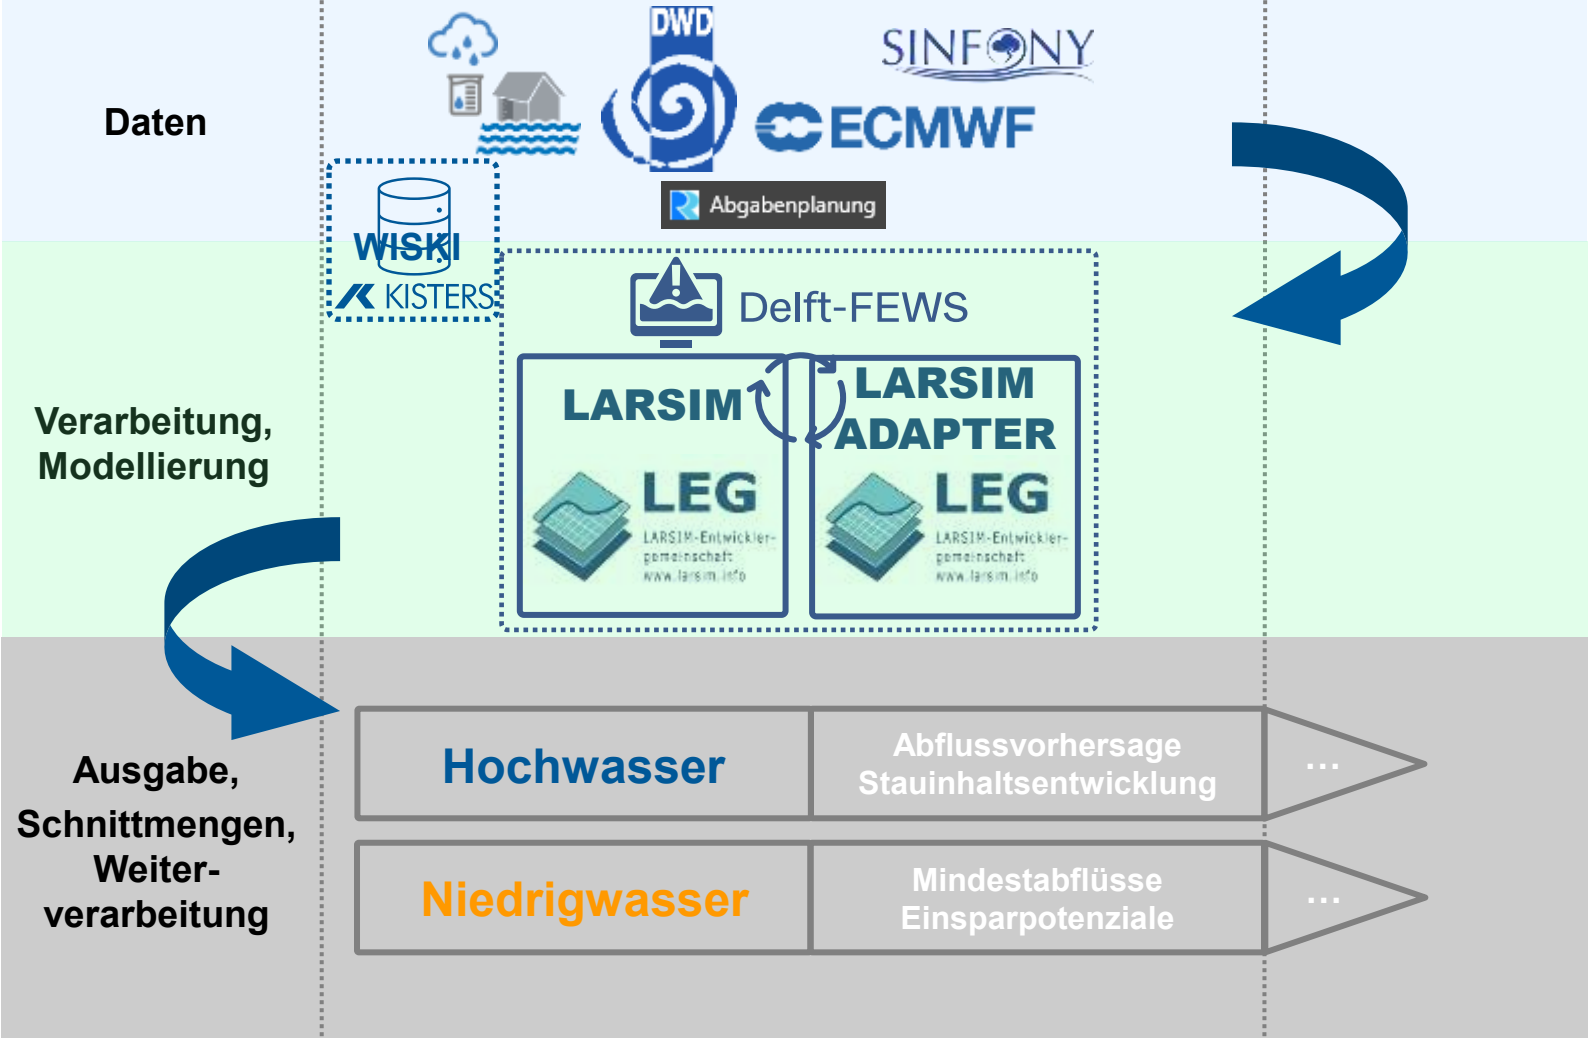 DWD
SINFONY
ECMWF
Daten
Abgabenplanung
WISKI
KISTERS
Delft-FEWS
LARSIM
LEG
LARSIM-Entwickler-
gemeinschaft
www.larsim.info
LARSIM
ADAPTER
LEG
LARSIM-Entwickler-
gemeinschaft
www.larsim.info
Verarbeitung,
Modellierung
Ausgabe,
Schnittmengen,
Weiter-
verarbeitung
Hochwasser
Abflussvorhersage
Stauinhaltsentwicklung
...
Niedrigwasser
Mindestabflüsse
Einsparpotenziale
...